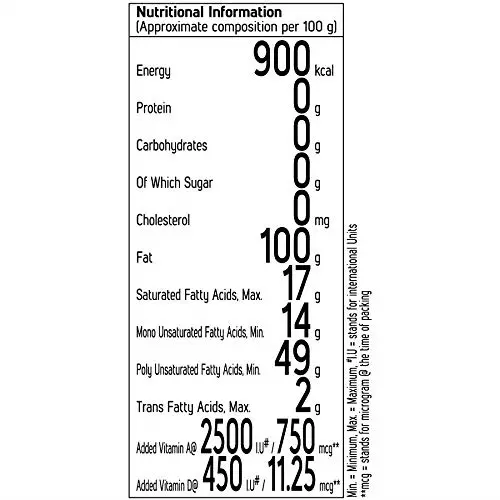 Nutritional Information
(Approximate composition per 100 g)
Energy 900 kcal
Protein 0 g
Carbohydrates 0 g
Of Which Sugar 0 g
Cholesterol 0 mg
Fat 100 g
Saturated Fatty Acids, Max. 17 g
Mono Unsaturated Fatty Acids, Min. 14 g
Poly Unsaturated Fatty Acids, Min. 49 g
Trans Fatty Acids, Max. 2 g
Added Vitamin A@ 2500 I.U# / 750 mcg**
Added Vitamin D@ 450 I.U# / 11.25 mcg**
Min. = Minimum, Max. = Maximum, #I.U = stands for international Units
**mcg = stands for microgram @ the time of packing